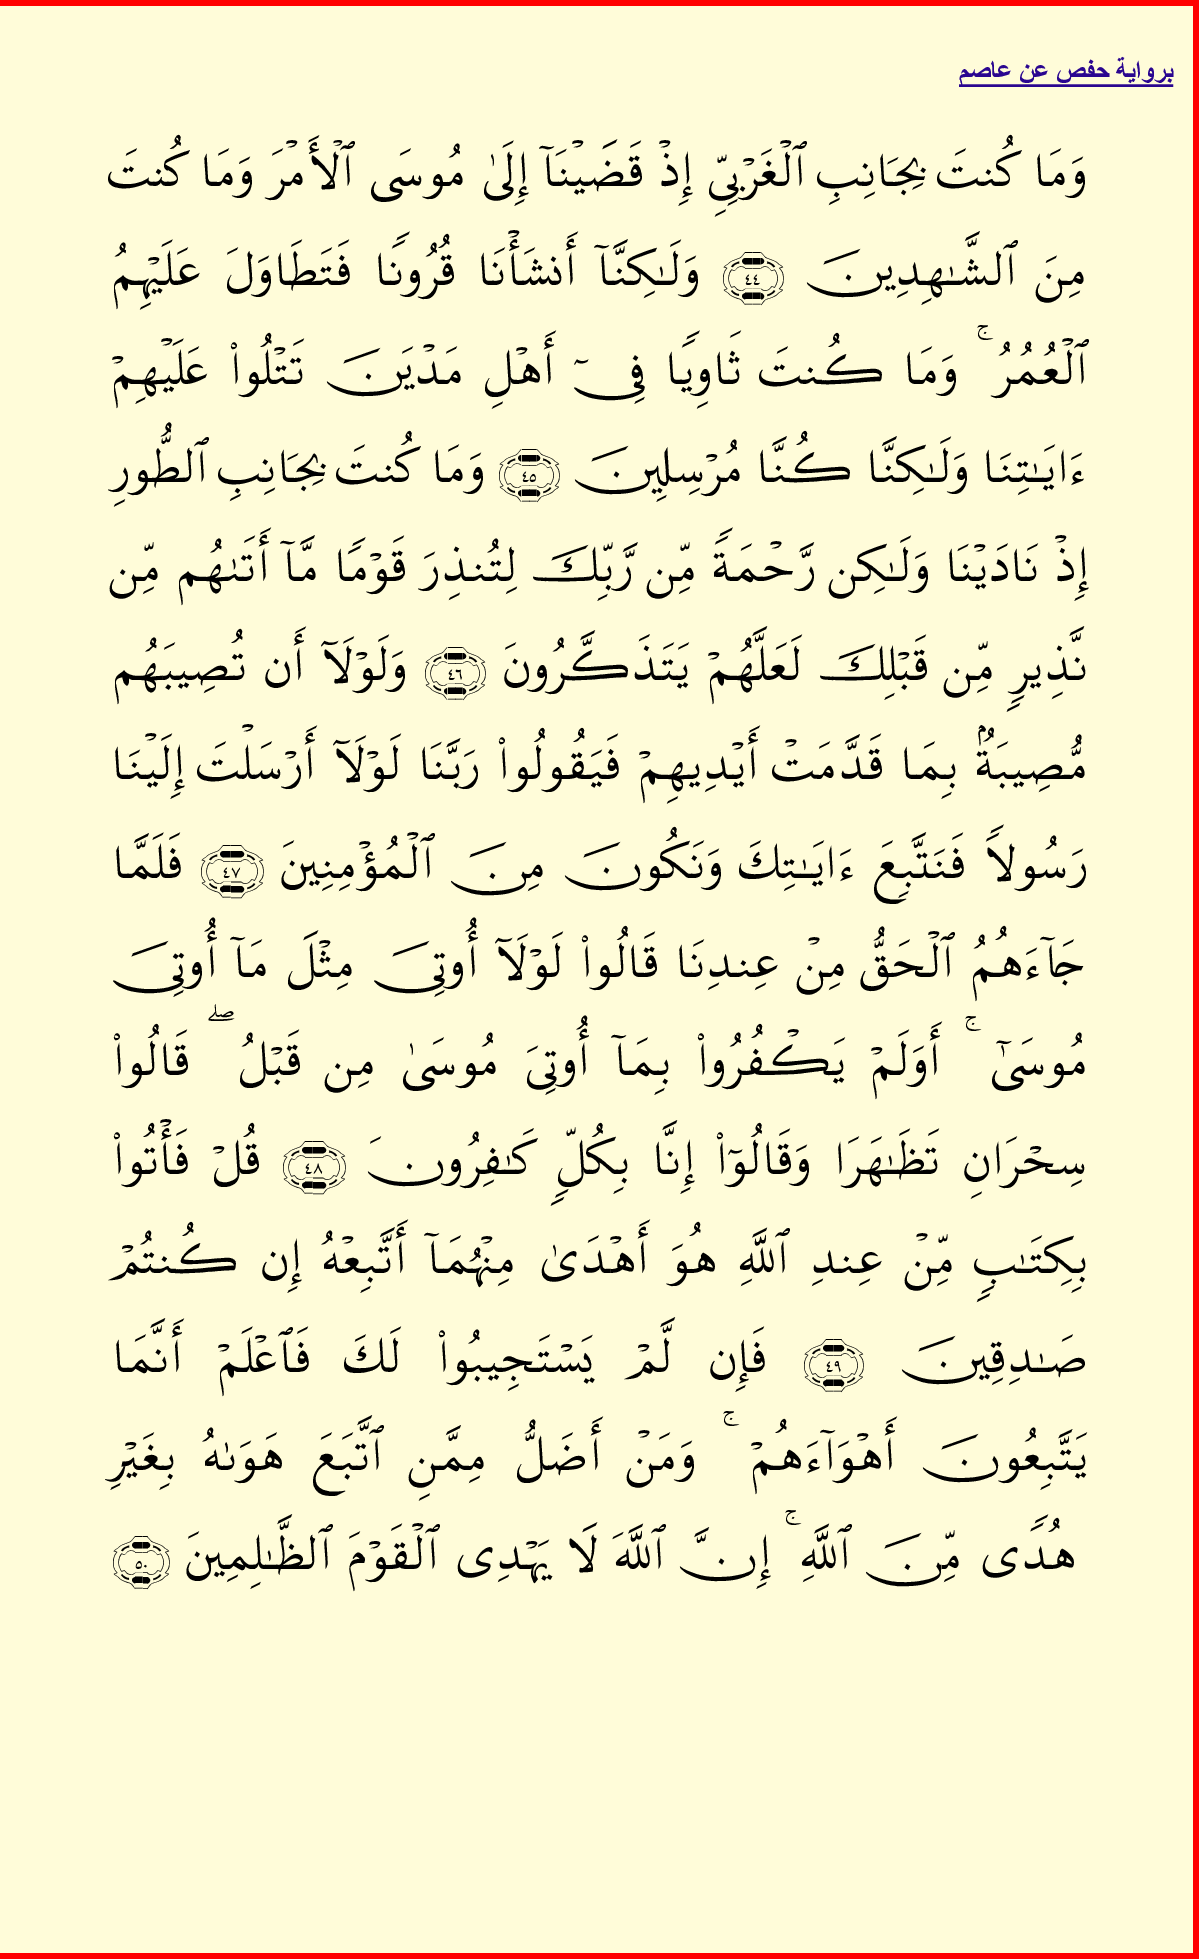 برواية حفص عن عاصم
وَمَا كُنتَ بِجَانِبِ ٱلْغَرْبِىِّ إِذْ قَضَيْنَآ إِلَىٰ مُوسَى ٱلْأَمْرَ وَمَا كُنتَ
مِنَ ٱلشَّـٰهِدِينَ ٤٤ وَلَـٰكِنَّآ أَنشَأْنَا قُرُونًا فَتَطَاوَلَ عَلَيْهِمُ
ٱلْعُمُرُ ۚ وَمَا كُنتَ ثَاوِيًا فِىٓ أَهْلِ مَدْيَنَ تَتْلُوا۟ عَلَيْهِمْ
ءَايَـٰتِنَا وَلَـٰكِنَّا كُنَّا مُرْسِلِينَ ٤٥ وَمَا كُنتَ بِجَانِبِ ٱلطُّورِ
إِذْ نَادَيْنَا وَلَـٰكِن رَّحْمَةً مِّن رَّبِّكَ لِتُنذِرَ قَوْمًا مَّآ أَتَىٰهُم مِّن
نَّذِيرٍ مِّن قَبْلِكَ لَعَلَّهُمْ يَتَذَكَّرُونَ ٤٦ وَلَوْلَآ أَن تُصِيبَهُم
مُّصِيبَةٌۢ بِمَا قَدَّمَتْ أَيْدِيهِمْ فَيَقُولُوا۟ رَبَّنَا لَوْلَآ أَرْسَلْتَ إِلَيْنَا
رَسُولًا فَنَتَّبِعَ ءَايَـٰتِكَ وَنَكُونَ مِنَ ٱلْمُؤْمِنِينَ ٤٧ فَلَمَّا
جَآءَهُمُ ٱلْحَقُّ مِنْ عِندِنَا قَالُوا۟ لَوْلَآ أُوتِىَ مِثْلَ مَآ أُوتِىَ
مُوسَىٰٓ ۚ أَوَلَمْ يَكْفُرُوا۟ بِمَآ أُوتِىَ مُوسَىٰ مِن قَبْلُ ۖ قَالُوا۟
سِحْرَانِ تَظَـٰهَرَا وَقَالُوٓا۟ إِنَّا بِكُلٍّ كَـٰفِرُونَ ٤٨ قُلْ فَأْتُوا۟
بِكِتَـٰبٍ مِّنْ عِندِ ٱللَّهِ هُوَ أَهْدَىٰ مِنْهُمَآ أَتَّبِعْهُ إِن كُنتُمْ
صَـٰدِقِينَ ٤٩ فَإِن لَّمْ يَسْتَجِيبُوا۟ لَكَ فَٱعْلَمْ أَنَّمَا
يَتَّبِعُونَ أَهْوَآءَهُمْ ۚ وَمَنْ أَضَلُّ مِمَّنِ ٱتَّبَعَ هَوَىٰهُ بِغَيْرِ
هُدًى مِّنَ ٱللَّهِ ۚ إِنَّ ٱللَّهَ لَا يَهْدِى ٱلْقَوْمَ ٱلظَّـٰلِمِينَ ٥٠